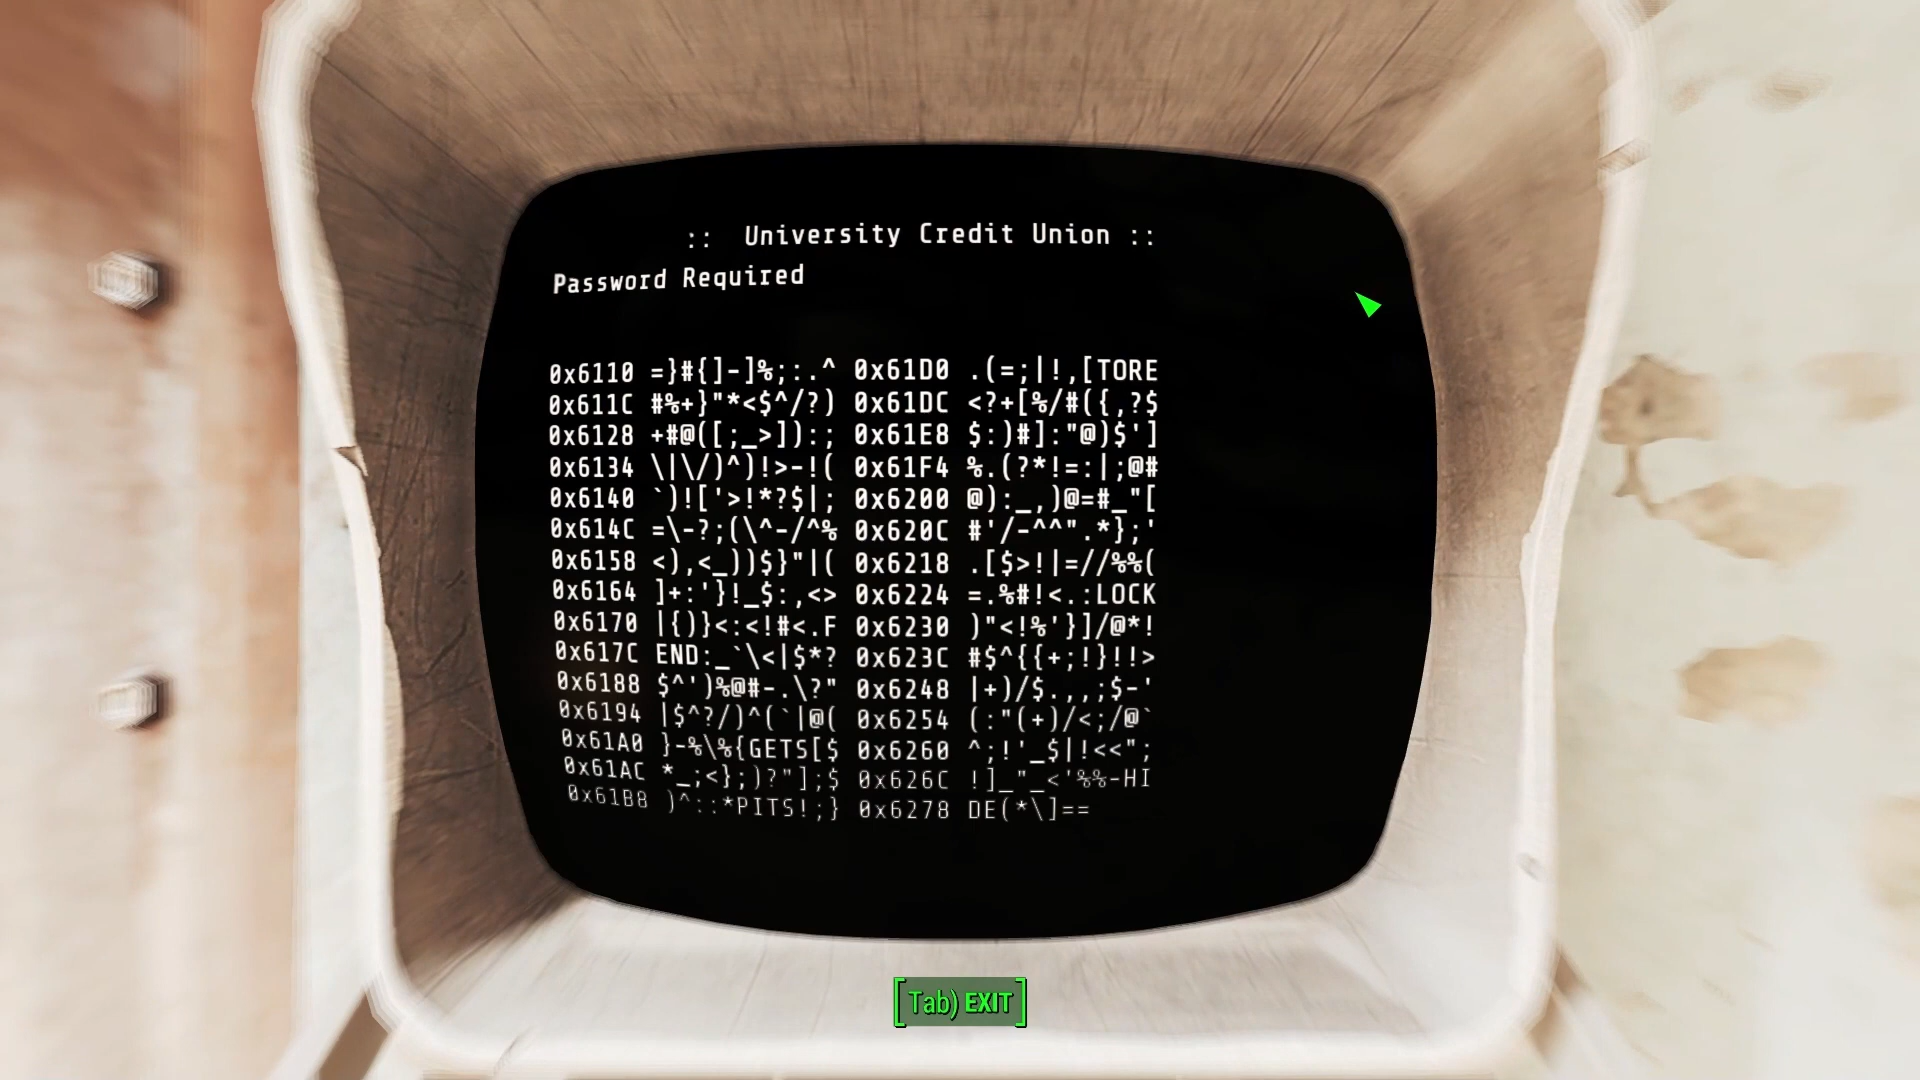 :: University Credit Union ::
Password Required
0x6110 =}#{]-]%;:.^ 0x61D0 .(=;|!,[TORE
0x611C #%+}"*<$^/?) 0x61DC <?+[%/#({,?$
0x6128 +#@([;_>]):; 0x61E8 $:)#]:"@)$']
0x6134 \|\/)^)!>-!( 0x61F4 %.(?*!=:|;@#
0x6140 `)!['>!*?$|; 0x6200 @):_,)@=#_"[
0x614C =\-?;(\^-/^% 0x620C #'/-^^".*};'
0x6158 <),<_))$}"|( 0x6218 .[$>!|=//%%(
0x6164 ]+:'}!_$:,<> 0x6224 =.%#!<.:LOCK
0x6170 |{)}<:<!#<.F 0x6230 )"<!%'}]/@*!
0x617C END:_`\<|$*? 0x623C #$^{{+;!}!!>
0x6188 $^')%@#-.\?" 0x6248 |+)/$.,,;$-'
0x6194 |$^?/)^(`|@( 0x6254 (:"(+)/<;/@`
0x61A0 }-%\%{GETS[$ 0x6260 ^;!'_$|!<<";
0x61AC *_;<};)?"];$ 0x626C !]_"_<'%%-HI
0x61B8 )^::*PITS!;} 0x6278 DE(*\]==
[Tab) EXIT]